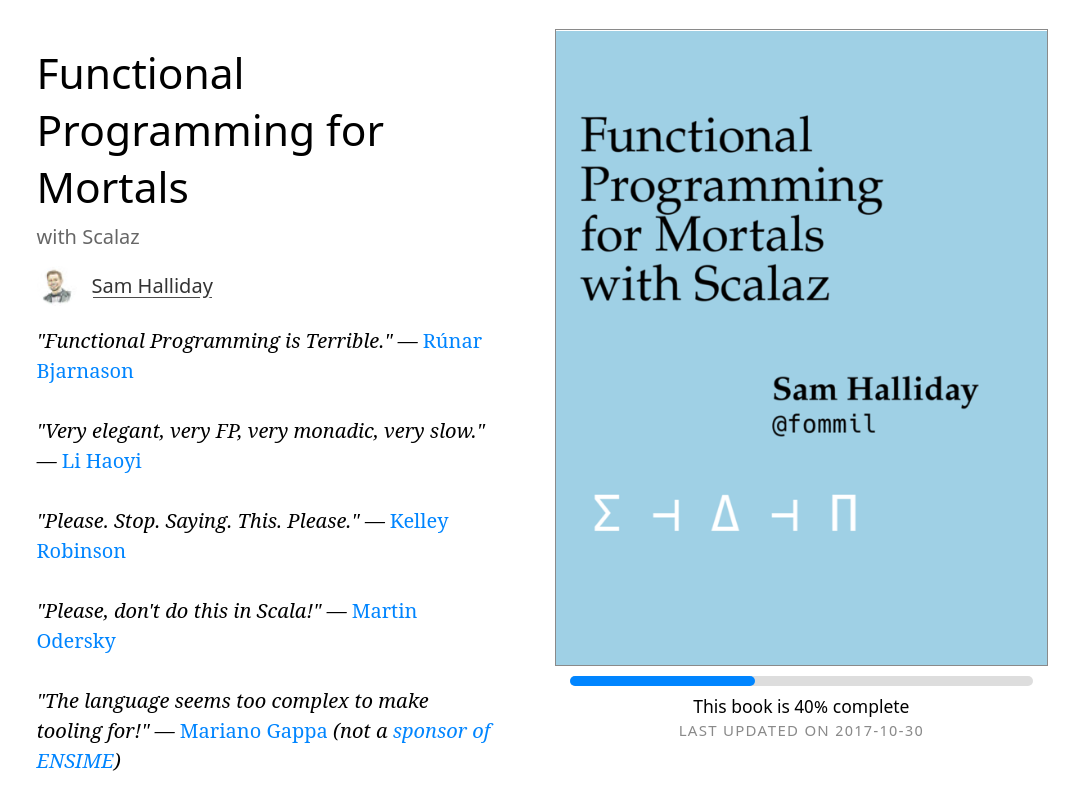 Functional
Programming for
Mortals
with Scalaz
Sam Halliday
"Functional Programming is Terrible." — Rúnar
Bjarnason
"Very elegant, very FP, very monadic, very slow."
— Li Haoyi
"Please. Stop. Saying. This. Please." — Kelley
Robinson
"Please, don't do this in Scala!" — Martin
Odersky
"The language seems too complex to make
tooling for!" — Mariano Gappa (not a sponsor of
ENSIME)
Functional
Programming
for Mortals
with Scalaz
Sam Halliday
@fommil
Σ ⊣ Δ ⊣ Π
This book is 40% complete
LAST UPDATED ON 2017-10-30